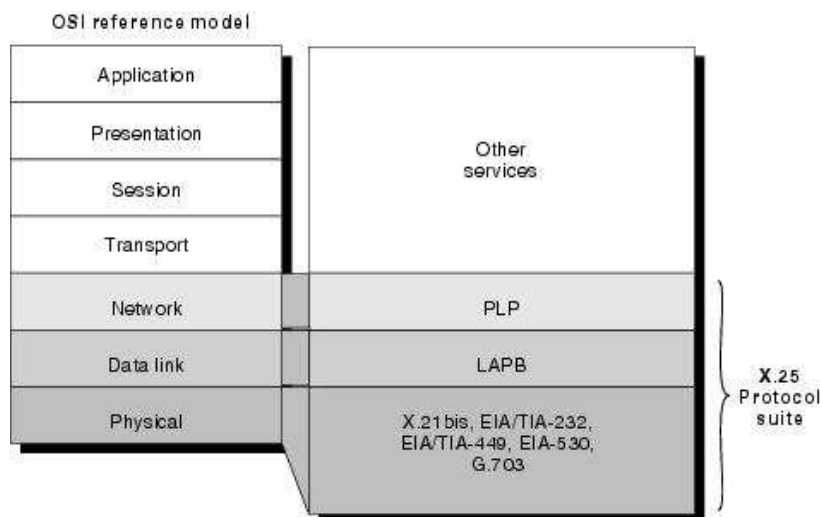 OSI reference model
Application
Presentation
Session
Transport
Network
Data link
Physical
Other
services
PLP
LAPB
X.21bis, EIA/TIA-232,
EIA/TIA-449, EIA-530,
G.703
X.25
Protocol
suite